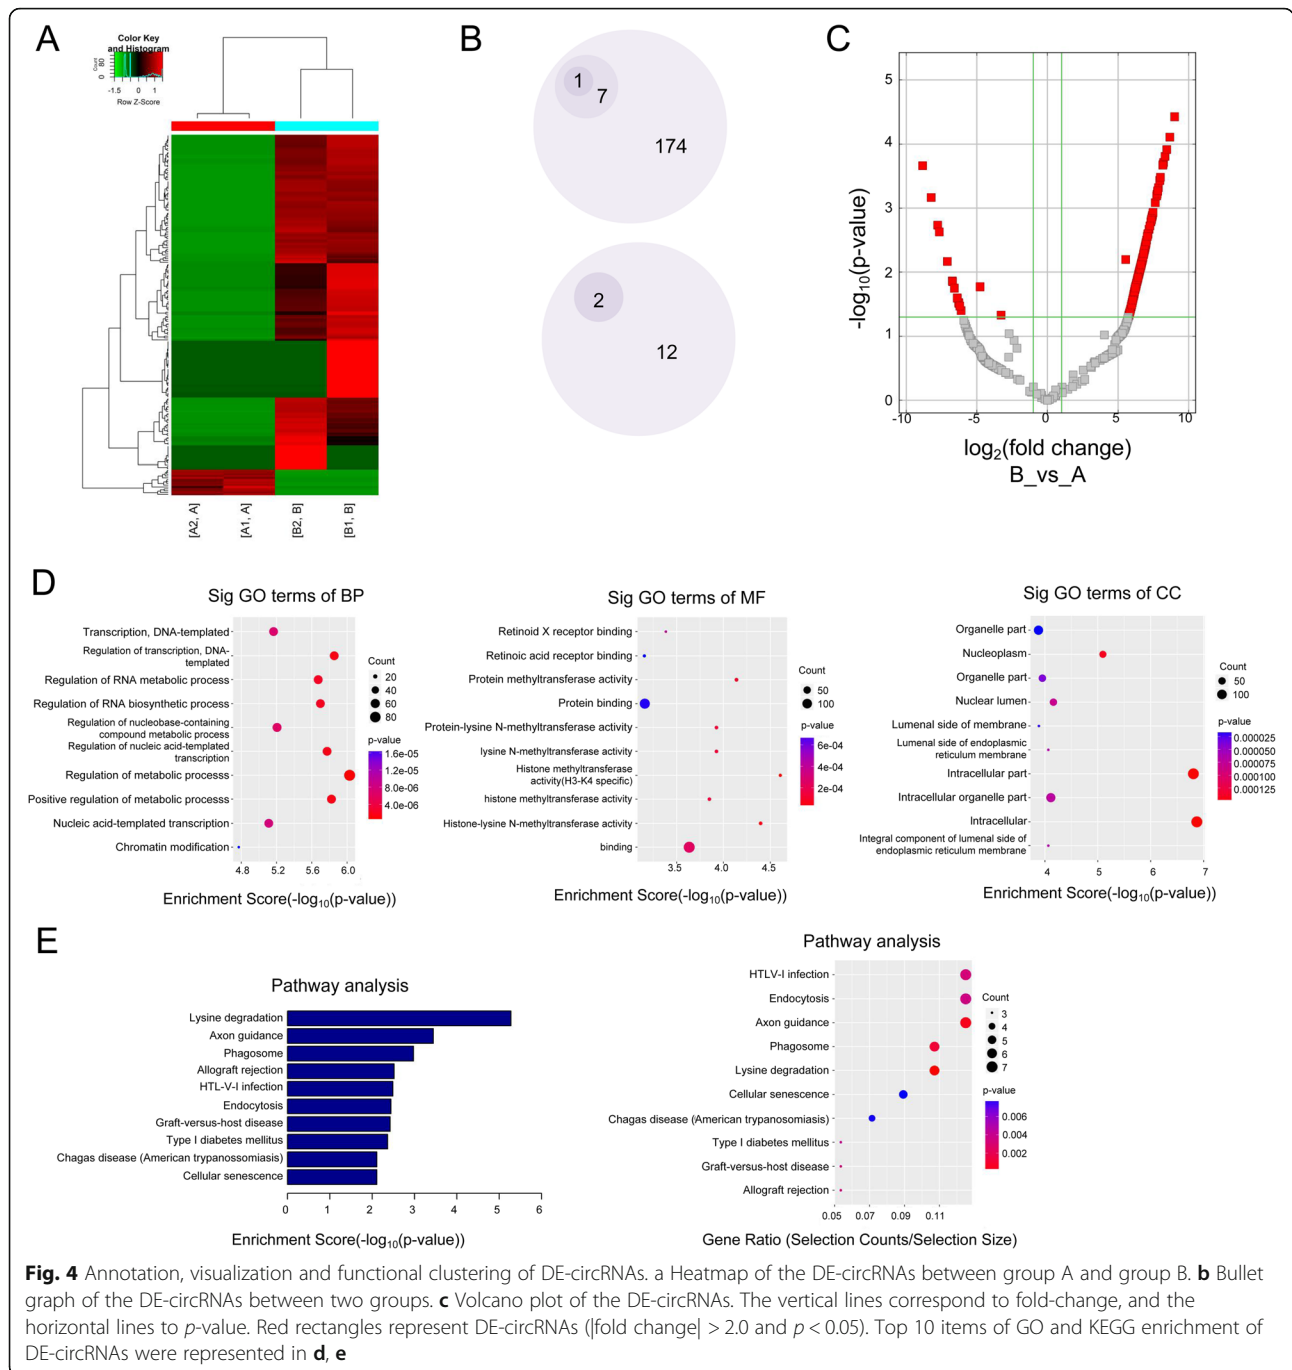 A
Color Key
and Histogram
Count
0 80
-1.5 0 1.5
Row Z-Score
[A2, A]
[A1, A]
[B2, B]
[B1, B]
B
1
7
174
2
12
C
5
4
3
2
1
0
-10 -5 0 5 10
-log10(p-value)
log2(fold change)
B_vs_A
D
Sig GO terms of BP
Transcription, DNA-templated
Regulation of transcription, DNA-
templated
Regulation of RNA metabolic process
Regulation of RNA biosynthetic process
Regulation of nucleobase-containing
compound metabolic process
Regulation of nucleic acid-templated
transcription
Regulation of metabolic processs
Positive regulation of metabolic processs
Nucleic acid-templated transcription
Chromatin modification
4.8 5.2 5.6 6.0
Enrichment Score(-log10(p-value))
Count
20
40
60
80
p-value
1.6e-05
1.2e-05
8.0e-06
4.0e-06
Sig GO terms of MF
Retinoid X receptor binding
Retinoic acid receptor binding
Protein methyltransferase activity
Protein binding
Protein-lysine N-methyltransferase activity
lysine N-methyltransferase activity
Histone methyltransferase
activity(H3-K4 specific)
histone methyltransferase activity
Histone-lysine N-methyltransferase activity
binding
3.5 4.0 4.5
Enrichment Score(-log10(p-value))
Count
50
100
p-value
6e-04
4e-04
2e-04
Sig GO terms of CC
Organelle part
Nucleoplasm
Organelle part
Nuclear lumen
Lumenal side of membrane
Lumenal side of endoplasmic
reticulum membrane
Intracellular part
Intracellular organelle part
Intracellular
Integral component of lumenal side of
endoplasmic reticulum membrane
4 5 6 7
Enrichment Score(-log10(p-value))
Count
50
100
p-value
0.000025
0.000050
0.000075
0.000100
0.000125
E
Pathway analysis
Lysine degradation
Axon guidance
Phagosome
Allograft rejection
HTL-V-I infection
Endocytosis
Graft-versus-host disease
Type I diabetes mellitus
Chagas disease (American trypanossomiasis)
Cellular senescence
0 1 2 3 4 5 6
Enrichment Score(-log10(p-value))
Pathway analysis
HTLV-I infection
Endocytosis
Axon guidance
Phagosome
Lysine degradation
Cellular senescence
Chagas disease (American trypanosomiasis)
Type I diabetes mellitus
Graft-versus-host disease
Allograft rejection
0.05 0.07 0.09 0.11
Gene Ratio (Selection Counts/Selection Size)
Count
3
4
5
6
7
p-value
0.006
0.004
0.002
Fig. 4 Annotation, visualization and functional clustering of DE-circRNAs. a Heatmap of the DE-circRNAs between group A and group B. b Bullet
graph of the DE-circRNAs between two groups. c Volcano plot of the DE-circRNAs. The vertical lines correspond to fold-change, and the
horizontal lines to p-value. Red rectangles represent DE-circRNAs (|fold change| > 2.0 and p < 0.05). Top 10 items of GO and KEGG enrichment of
DE-circRNAs were represented in d, e